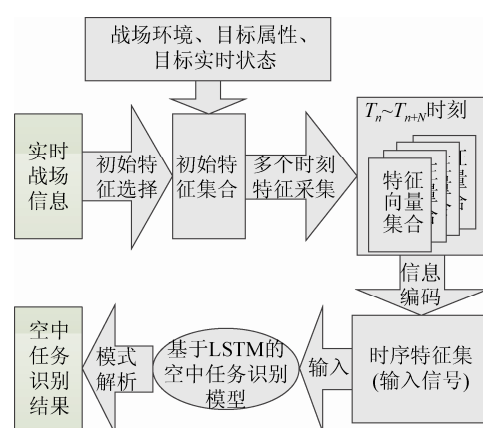 战场环境、目标属性、
目标实时状态
实时
战场
信息
初始特
征选择
初始特
征集合
多个时刻
特征采集
Tn~Tn+N时刻
特征
向量
集合
信息
编码
时序特征集
(输入信号)
输入
基于LSTM的
空中任务识别
模型
模式
解析
空中
任务
识别
结果